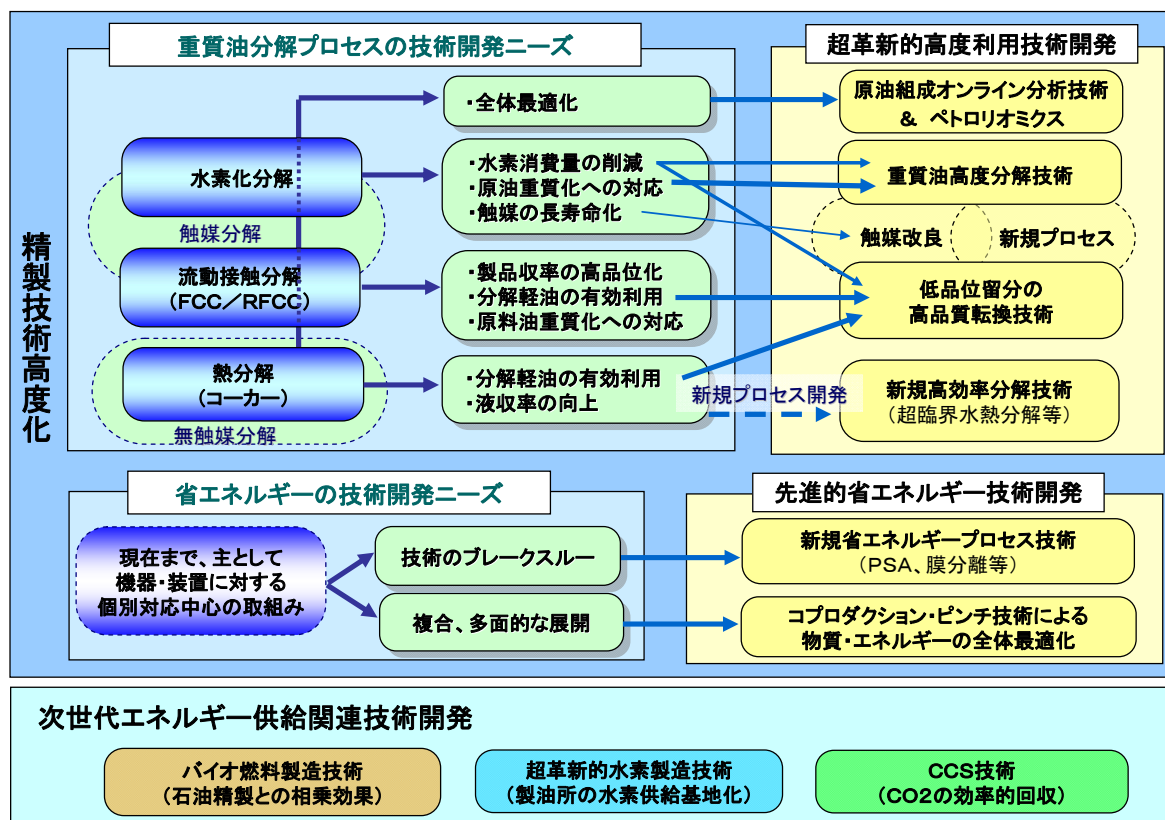 精製技術高度化
重質油分解プロセスの技術開発ニーズ
水素化分解
触媒分解
流動接触分解
(FCC/RFCC)
熱分解
(コーカー)
無触媒分解
・全体最適化
・水素消費量の削減
・原油重質化への対応
・触媒の長寿命化
・製品収率の高品位化
・分解軽油の有効利用
・原料油重質化への対応
・分解軽油の有効利用
・液収率の向上
新規プロセス開発
超革新的高度利用技術開発
原油組成オンライン分析技術
& ペトロリオミクス
重質油高度分解技術
触媒改良
新規プロセス
低品位留分の
高品質転換技術
新規高効率分解技術
(超臨界水熱分解等)
省エネルギーの技術開発ニーズ
現在まで、主として
機器・装置に対する
個別対応中心の取組み
技術のブレークスルー
複合、多面的な展開
先進的省エネルギー技術開発
新規省エネルギープロセス技術
(PSA、膜分離等)
コプロダクション・ピンチ技術による
物質・エネルギーの全体最適化
次世代エネルギー供給関連技術開発
バイオ燃料製造技術
(石油精製との相乗効果)
超革新的水素製造技術
(製油所の水素供給基地化)
CCS技術
(CO2の効率的回収)